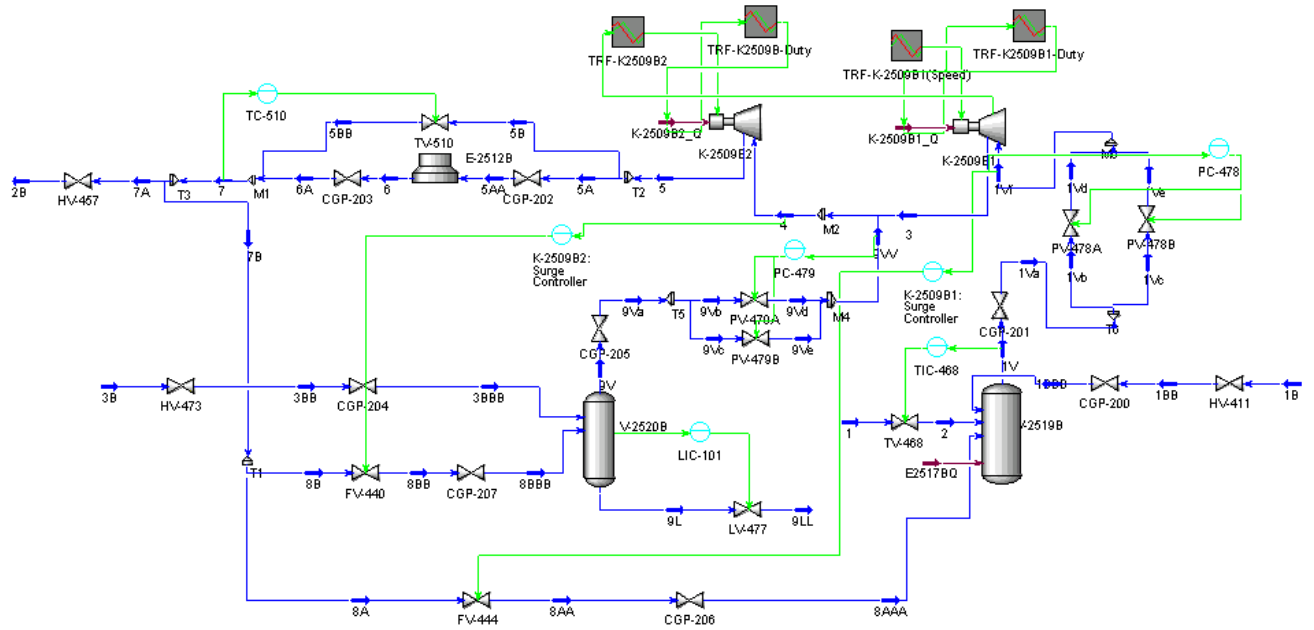 TRF-K2509B2
TRF-K2509B-Duty
TRF-K-2509B1(Speed)
TRF-K2509B1-Duty
TC-510
5BB
TV-510
5B
K-2509B2_Q
K-2509B2
K-2509B1_Q
K-2509B1
M3
PC-478
E-2512B
2B
HV-457
7A
T3
7
M1
6A
CGP-203
6
5AA
CGP-202
5A
T2
5
1Vf
1Vd
1Ve
PV-478A
PV-478B
4
M2
3
9VV
7B
K-2509B2:
Surge
Controller
PC-479
K-2509B1:
Surge
Controller
1Va
1Vb
1Vc
CGP-201
T6
9Va
T5
9Vb
PV-479A
9Vd
M4
CGP-205
9Vc
PV-479B
9Ve
TIC-468
1V
9V
3B
HV-473
3BB
CGP-204
3BBB
1BBB
CGP-200
1BB
HV-411
1B
V-2520B
1
TV-468
2
V-2519B
LIC-101
T1
8B
FV-440
8BB
CGP-207
8BBB
E2517BQ
9L
LV-477
9LL
8A
FV-444
8AA
CGP-206
8AAA